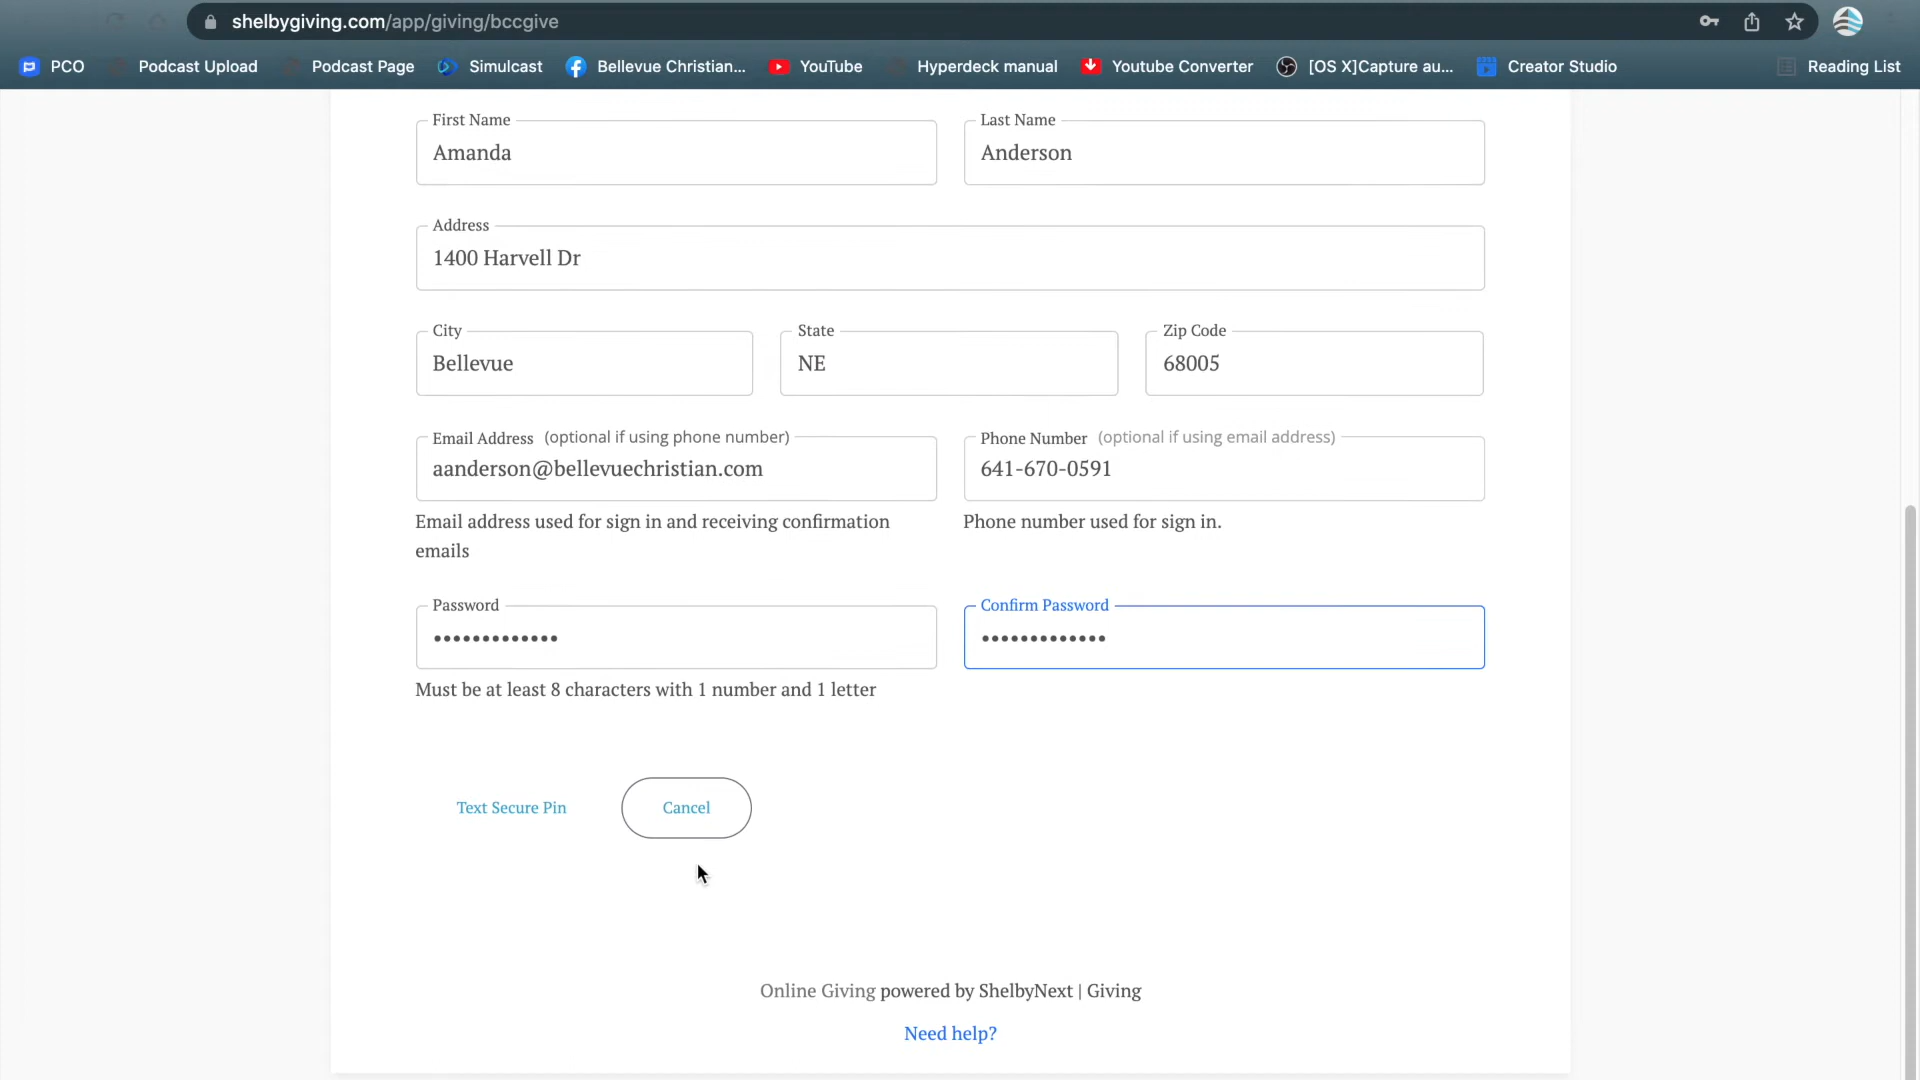 shelbygiving.com/app/giving/bccgive
PCO Podcast Upload Podcast Page Simulcast Bellevue Christian... YouTube Hyperdeck manual Youtube Converter [OS X]Capture au... Creator Studio Reading List
First Name Last Name
Amanda Anderson
Address
1400 Harvell Dr
City State Zip Code
Bellevue NE 68005
Email Address (optional if using phone number) Phone Number (optional if using email address)
aanderson@bellevuechristian.com 641-670-0591
Email address used for sign in and receiving confirmation Phone number used for sign in.
emails
Password Confirm Password
••••••••••••• •••••••••••••
Must be at least 8 characters with 1 number and 1 letter
Text Secure Pin Cancel
Online Giving powered by ShelbyNext | Giving
Need help?